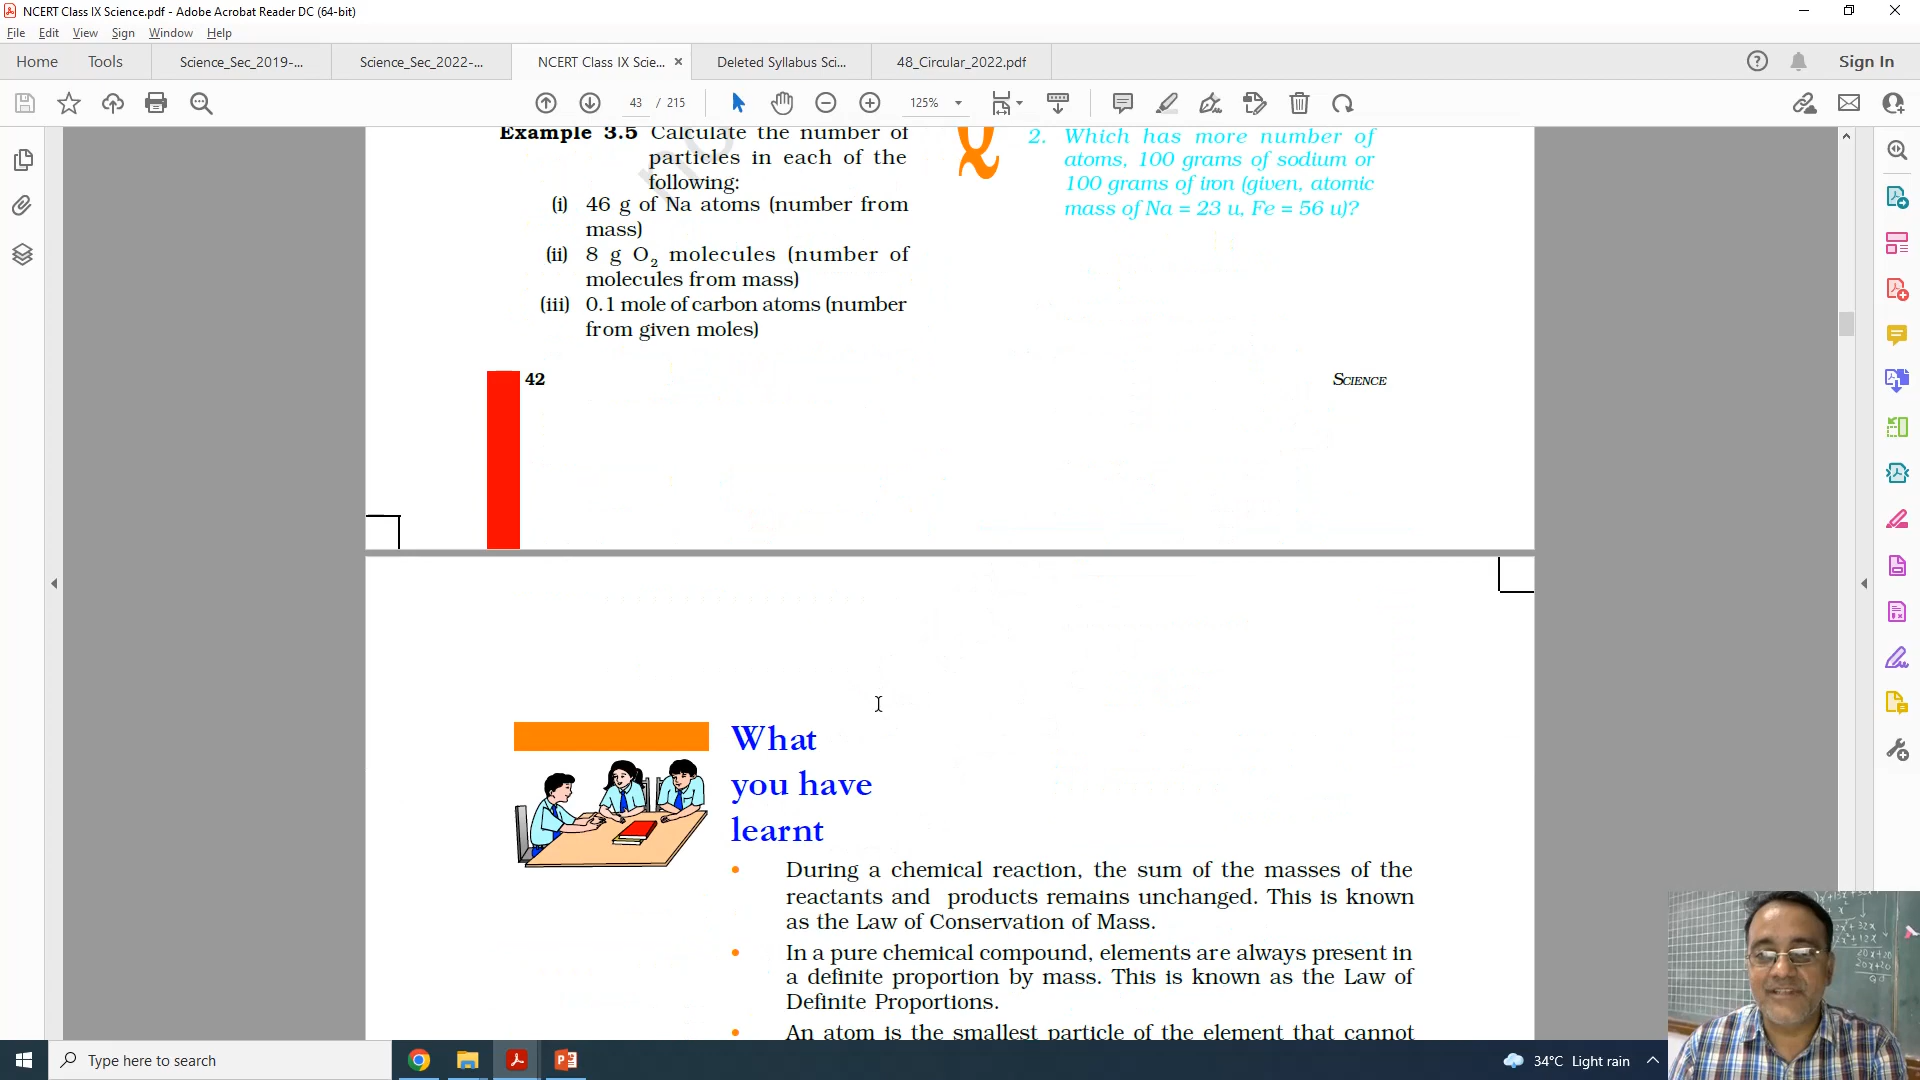 NCERT Class IX Science.pdf - Adobe Acrobat Reader DC (64-bit)
File Edit View Sign Window Help
Home Tools Science_Sec_2019-... Science_Sec_2022-... NCERT Class IX Scie... × Deleted Syllabus Sci... 48_Circular_2022.pdf Sign In
43 / 215 125%
Example 3.5 Calculate the number of
particles in each of the
following:
(i) 46 g of Na atoms (number from
mass)
(ii) 8 g O2 molecules (number of
molecules from mass)
(iii) 0.1 mole of carbon atoms (number
from given moles)
Q
2. Which has more number of
atoms, 100 grams of sodium or
100 grams of iron (given, atomic
mass of Na = 23 u, Fe = 56 u)?
42
SCIENCE
What
you have
learnt
• During a chemical reaction, the sum of the masses of the
reactants and products remains unchanged. This is known
as the Law of Conservation of Mass.
• In a pure chemical compound, elements are always present in
a definite proportion by mass. This is known as the Law of
Definite Proportions.
• An atom is the smallest particle of the element that cannot
Type here to search
34°C Light rain